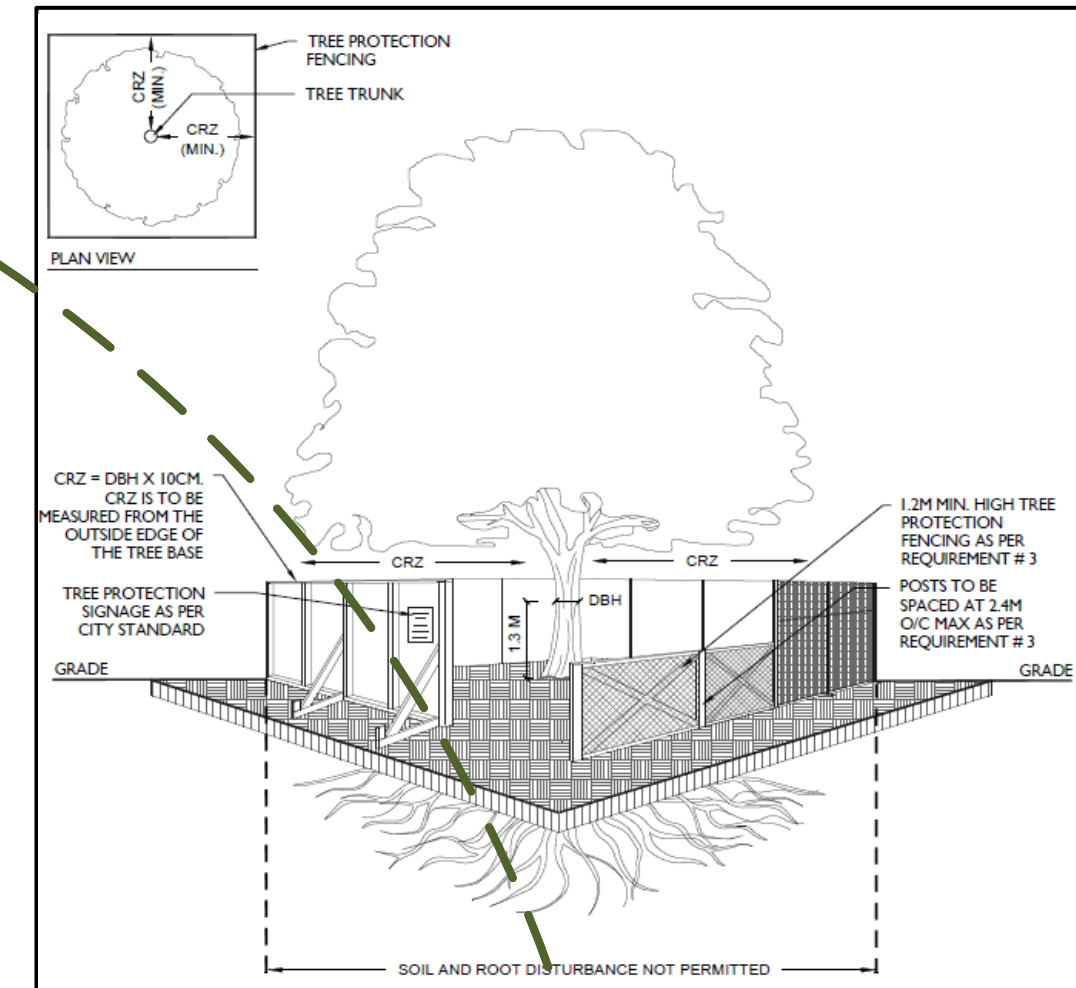 TREE PROTECTION
FENCING
TREE TRUNK
CRZ
(MIN.)
CRZ
(MIN.)
PLAN VIEW
CRZ = DBH X 10CM.
CRZ IS TO BE
MEASURED FROM THE
OUTSIDE EDGE OF
THE TREE BASE
TREE PROTECTION
SIGNAGE AS PER
CITY STANDARD
GRADE
CRZ
CRZ
DBH
1.3 M
1.2M MIN. HIGH TREE
PROTECTION
FENCING AS PER
REQUIREMENT # 3
POSTS TO BE
SPACED AT 2.4M
O/C MAX AS PER
REQUIREMENT # 3
GRADE
SOIL AND ROOT DISTURBANCE NOT PERMITTED